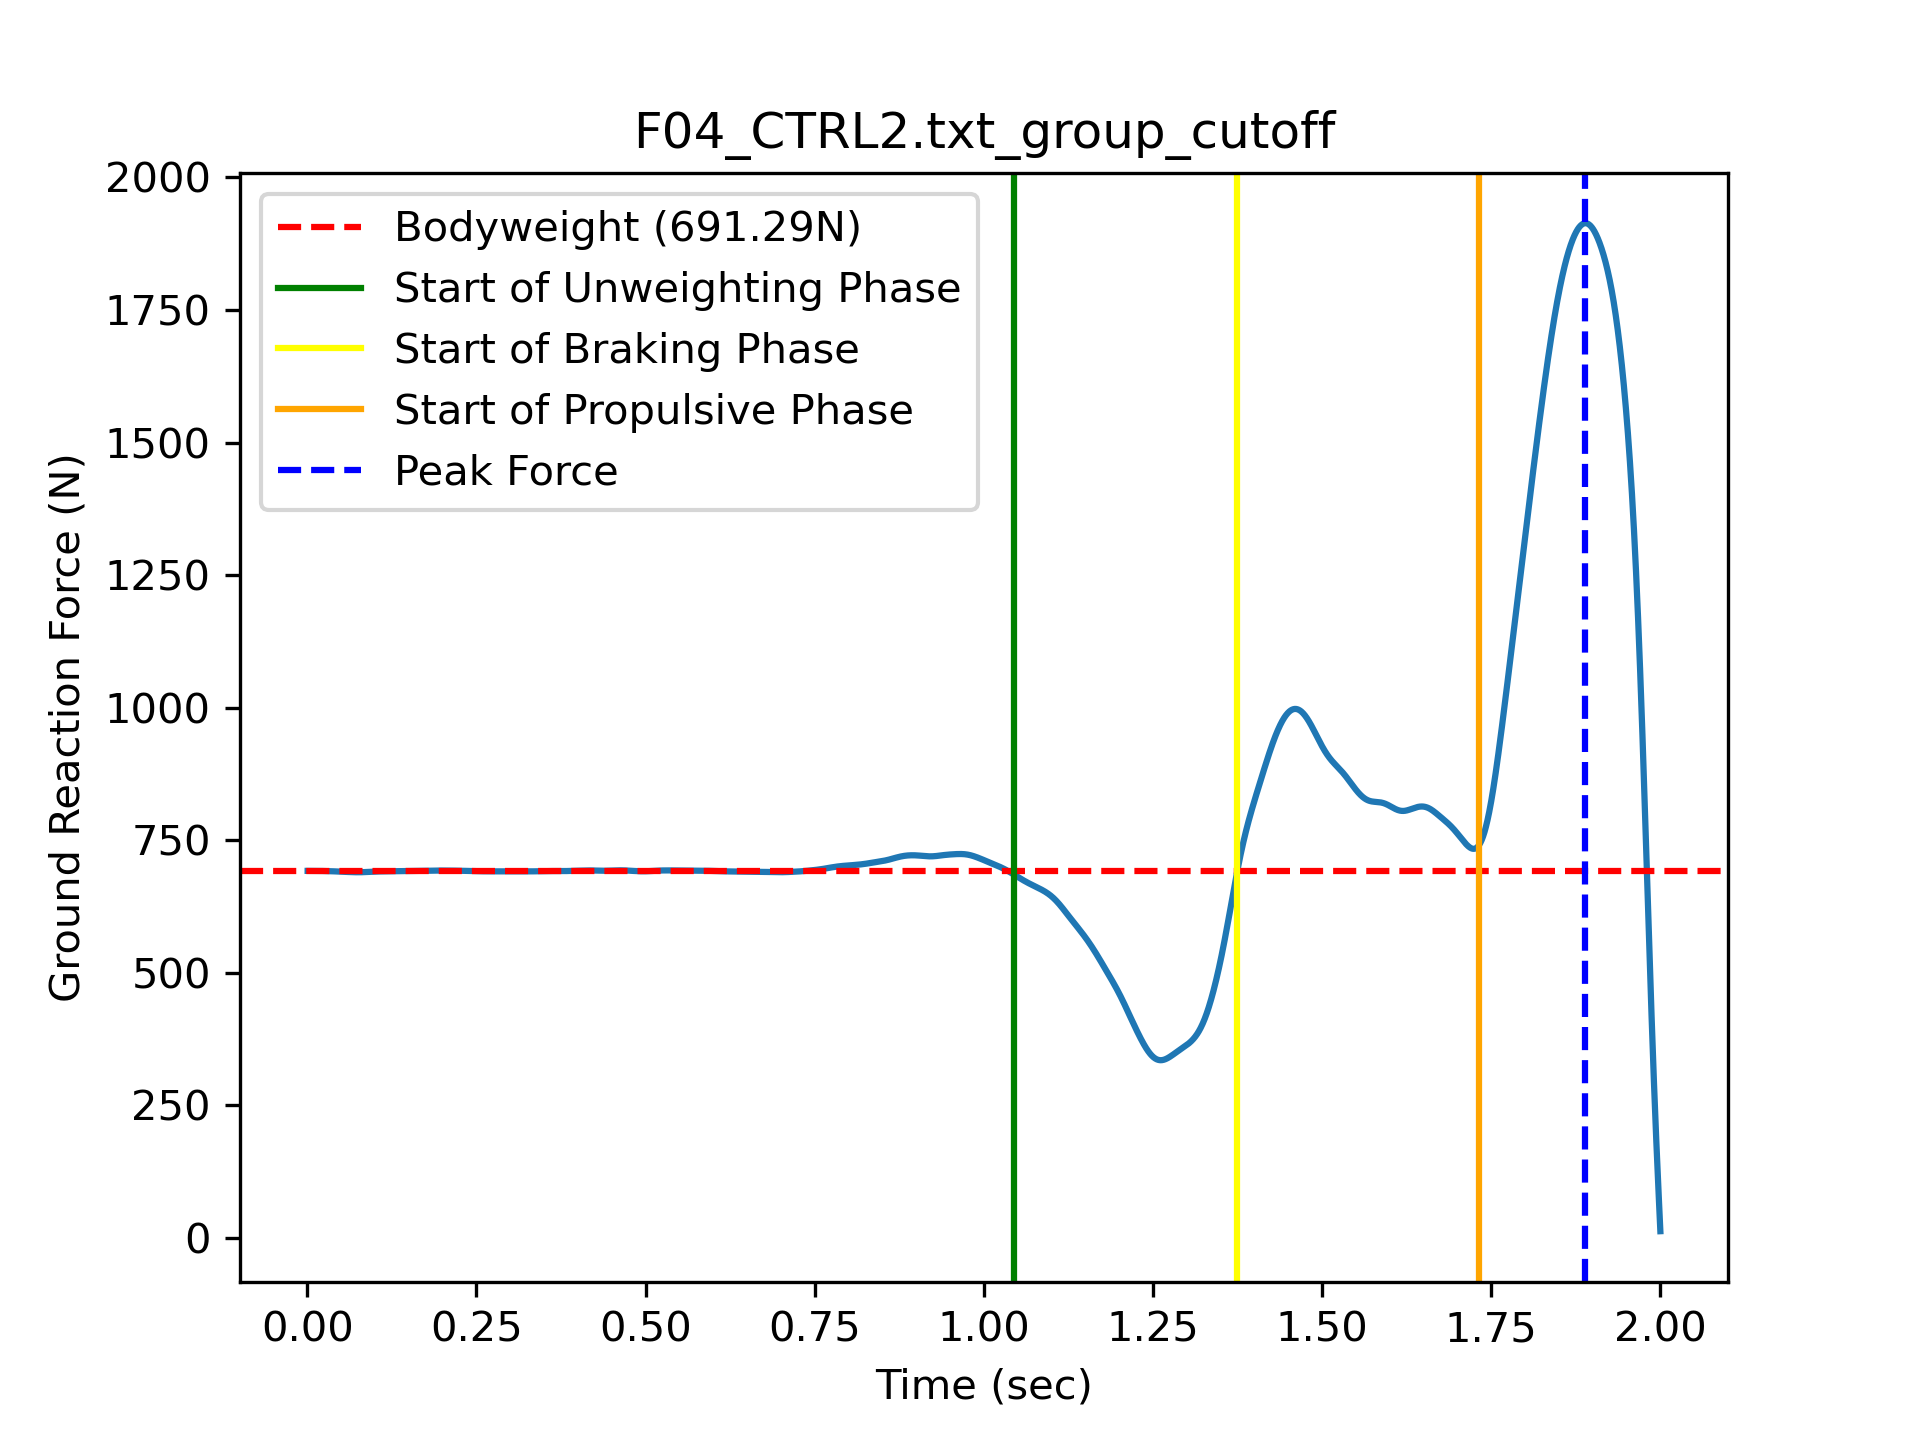 F04_CTRL2.txt_group_cutoff
2000
1750
1500
1250
1000
750
500
250
0
Ground Reaction Force (N)
Bodyweight (691.29N)
Start of Unweighting Phase
Start of Braking Phase
Start of Propulsive Phase
Peak Force
0.00 0.25 0.50 0.75 1.00 1.25 1.50 1.75 2.00
Time (sec)